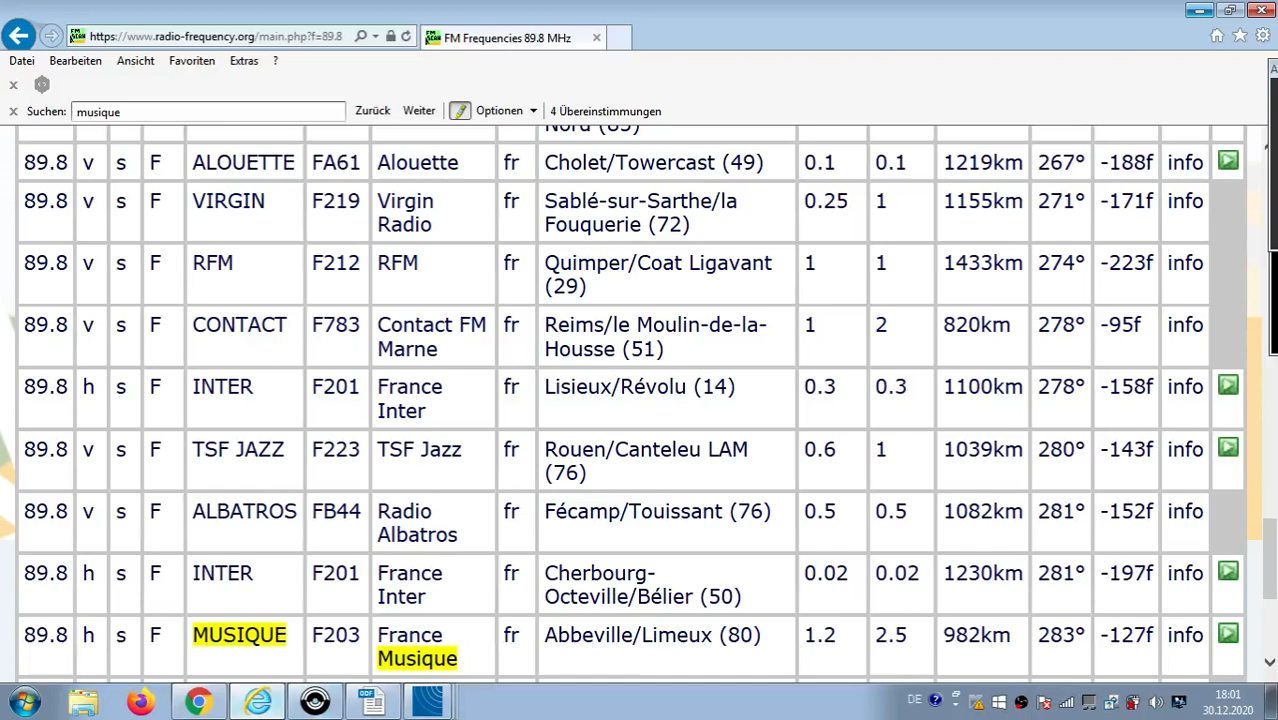 https://www.radio-frequency.org/main.php?f=89.8
FM Frequencies 89.8 MHz
Datei Bearbeiten Ansicht Favoriten Extras ?
Suchen: musique Zurück Weiter Optionen 4 Übereinstimmungen
Nord (85)
89.8 v s F ALOUETTE FA61 Alouette fr Cholet/Towercast (49) 0.1 0.1 1219km 267° -188f info
89.8 v s F VIRGIN F219 Virgin fr Sablé-sur-Sarthe/la 0.25 1 1155km 271° -171f info
Radio Fouquerie (72)
89.8 v s F RFM F212 RFM fr Quimper/Coat Ligavant 1 1 1433km 274° -223f info
(29)
89.8 v s F CONTACT F783 Contact FM fr Reims/le Moulin-de-la- 1 2 820km 278° -95f info
Marne Housse (51)
89.8 h s F INTER F201 France fr Lisieux/Révolu (14) 0.3 0.3 1100km 278° -158f info
Inter
89.8 v s F TSF JAZZ F223 TSF Jazz fr Rouen/Canteleu LAM 0.6 1 1039km 280° -143f info
(76)
89.8 v s F ALBATROS FB44 Radio fr Fécamp/Touissant (76) 0.5 0.5 1082km 281° -152f info
Albatros
89.8 h s F INTER F201 France fr Cherbourg- 0.02 0.02 1230km 281° -197f info
Inter Octeville/Bélier (50)
89.8 h s F MUSIQUE F203 France fr Abbeville/Limeux (80) 1.2 2.5 982km 283° -127f info
Musique
DE 18:01
30.12.2020